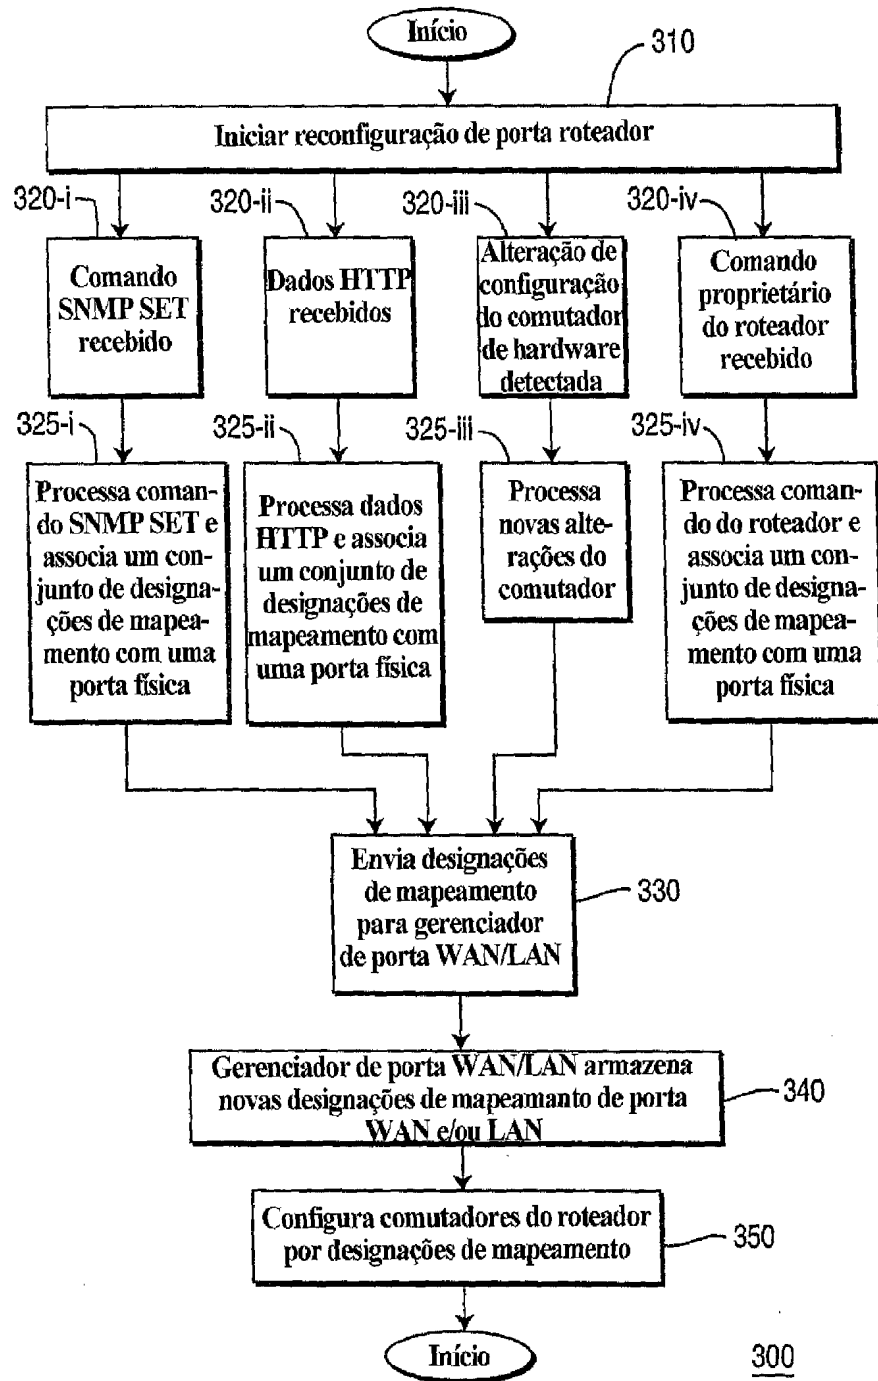 Início
310
Iniciar reconfiguração de porta roteador
320-i
320-ii
320-iii
320-iv
Comando
SNMP SET
recebido
Dados HTTP
recebidos
Alteração de
configuração
do comutador
de hardware
detectada
Comando
proprietário
do roteador
recebido
325-i
325-ii
325-iii
325-iv
Processa coman-
do SNMP SET e
associa um con-
junto de designa-
ções de mapea-
mento com uma
porta física
Processa dados
HTTP e associa
um conjunto de
designações de
mapeamento com
uma porta física
Processa
novas alte-
rações do
comutador
Processa coman-
do do roteador e
associa um con-
junto de designa-
ções de mapea-
mento com uma
porta física
Envia designações
de mapeamento
para gerenciador
de porta WAN/LAN
330
Gerenciador de porta WAN/LAN armazena
novas designações de mapeamanto de porta
WAN e/ou LAN
340
Configura comutadores do roteador
por designações de mapeamento
350
Início
300